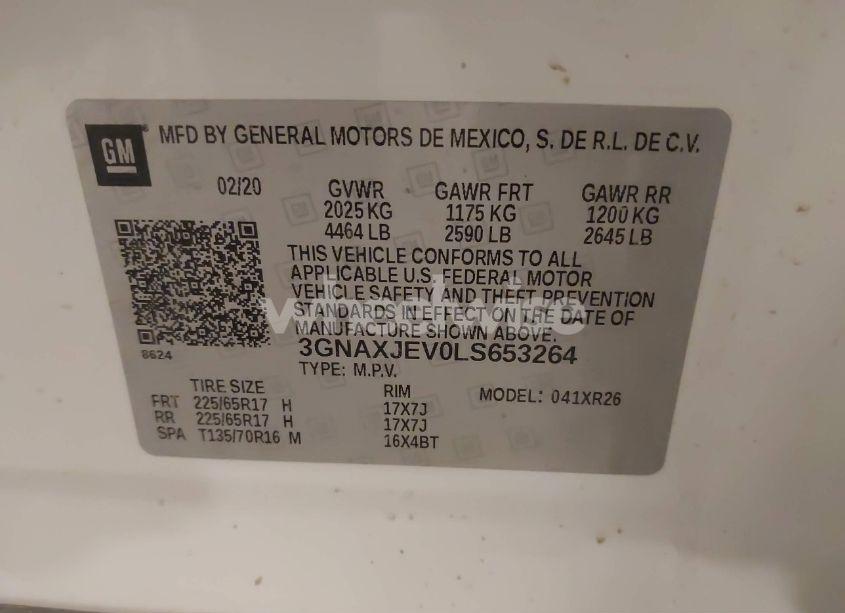 GM
MFD BY GENERAL MOTORS DE MEXICO, S. DE R.L. DE C.V.
02/20 GVWR GAWR FRT GAWR RR
2025 KG 1175 KG 1200 KG
4464 LB 2590 LB 2645 LB
THIS VEHICLE CONFORMS TO ALL
APPLICABLE U.S. FEDERAL MOTOR
VEHICLE SAFETY AND THEFT PREVENTION
STANDARDS IN EFFECT ON THE DATE OF
MANUFACTURE SHOWN ABOVE.
8624
3GNAXJEV0LS653264
TYPE: M.P.V.
TIRE SIZE RIM MODEL: 041XR26
FRT 225/65R17 H 17X7J
RR 225/65R17 H 17X7J
SPA T135/70R16 M 16X4BT